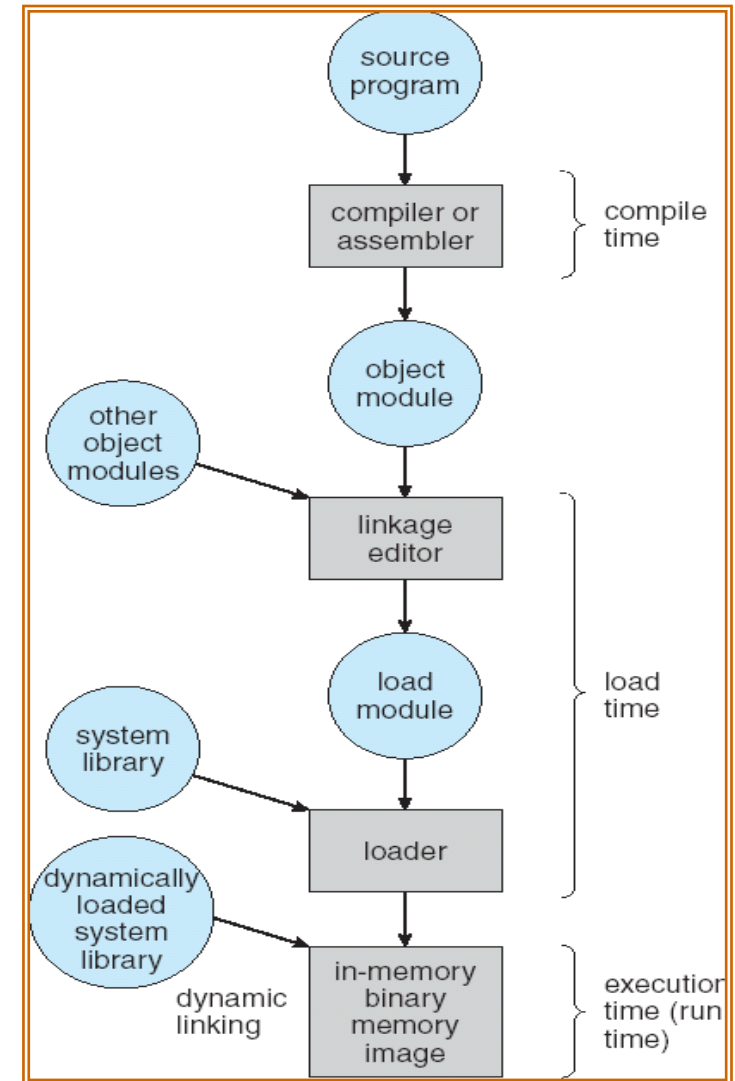 source
program
compiler or
assembler
compile
time
object
module
other
object
modules
linkage
editor
load
module
load
time
system
library
loader
dynamically
loaded
system
library
dynamic
linking
in-memory
binary
memory
image
execution
time (run
time)